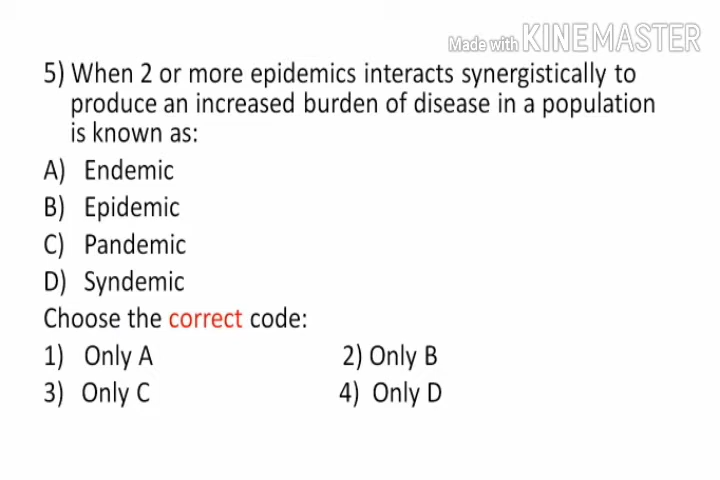 Made with KINEMASTER
5) When 2 or more epidemics interacts synergistically to
produce an increased burden of disease in a population
is known as:
A) Endemic
B) Epidemic
C) Pandemic
D) Syndemic
Choose the correct code:
1) Only A 2) Only B
3) Only C 4) Only D